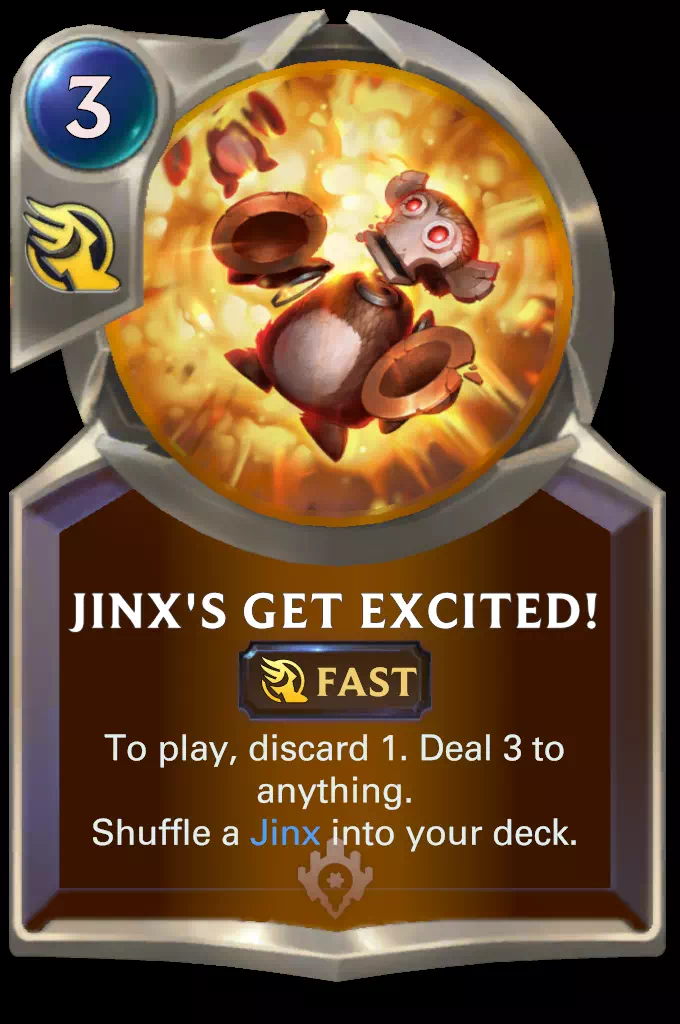 3
JINX'S GET EXCITED!
FAST
To play, discard 1. Deal 3 to
anything.
Shuffle a Jinx into your deck.